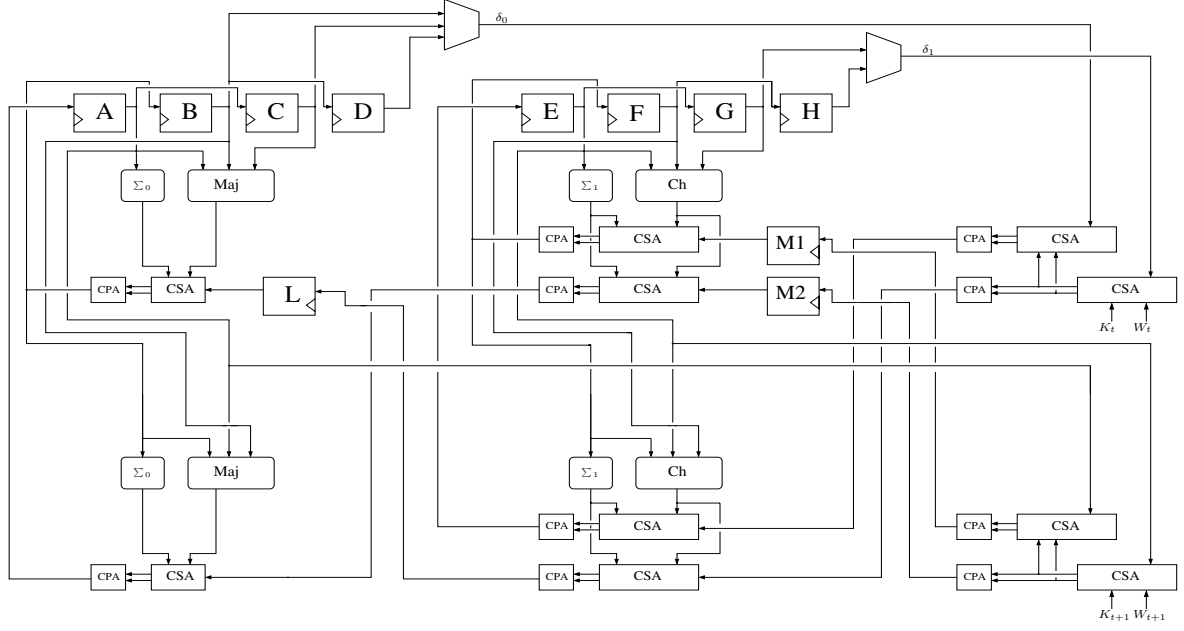 δ₀
δ₁
A B C D E F G H
Σ₀ Maj Σ₁ Ch
CPA CSA M1 CPA CSA
CPA CSA L CPA CSA M2 CPA CSA
Kₜ Wₜ
Σ₀ Maj Σ₁ Ch
CPA CSA CPA CSA
CPA CSA CPA CSA CPA CSA
Kₜ₊₁ Wₜ₊₁